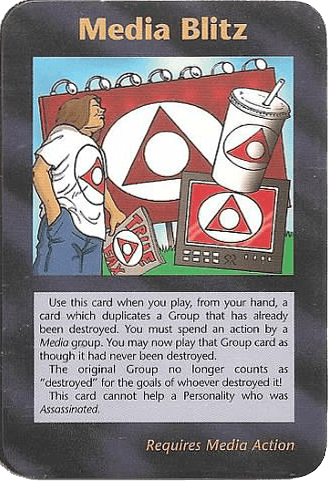 Media Blitz
Use this card when you play, from your hand, a
card which duplicates a Group that has already
been destroyed. You must spend an action by a
Media group. You may now play that Group card as
though it had never been destroyed.
The original Group no longer counts as
"destroyed" for the goals of whoever destroyed it!
This card cannot help a Personality who was
Assassinated.
Requires Media Action